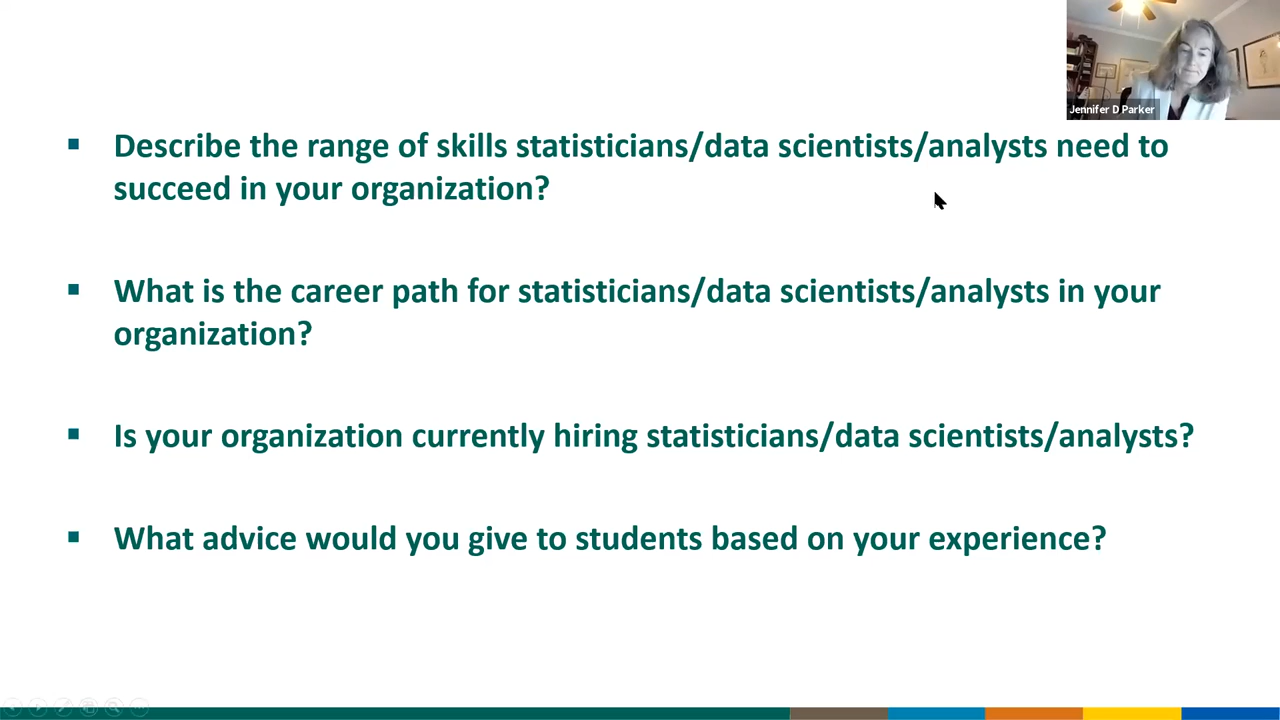 Jennifer D Parker
▪ Describe the range of skills statisticians/data scientists/analysts need to
succeed in your organization?
▪ What is the career path for statisticians/data scientists/analysts in your
organization?
▪ Is your organization currently hiring statisticians/data scientists/analysts?
▪ What advice would you give to students based on your experience?